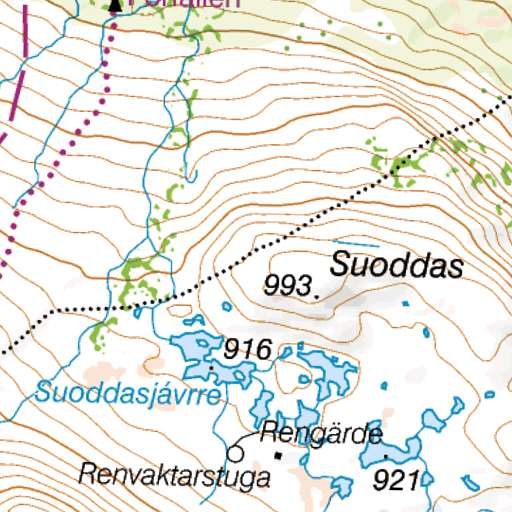 Suoddas
993
916
Suoddasjávrre
Rengärde
Renvaktarstuga
921